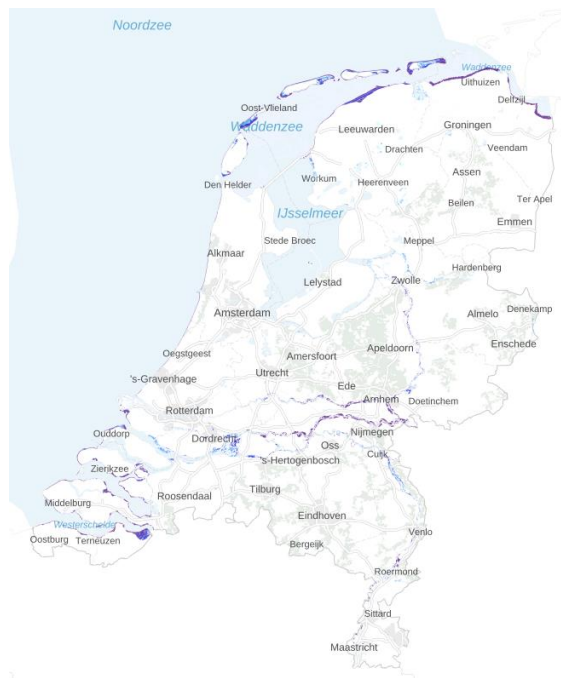 Noordzee
Waddenzee
Uithuizen
Delfzijl
Oost-Vlieland
Waddenzee
Leeuwarden
Groningen
Drachten
Veendam
Assen
Den Helder
Workum
Heerenveen
Ter Apel
Beilen
IJsselmeer
Emmen
Stede Broec
Meppel
Alkmaar
Hardenberg
Lelystad
Zwolle
Amsterdam
Almelo
Denekamp
Enschede
Oegstgeest
Amersfoort
Apeldoorn
Utrecht
's-Gravenhage
Ede
Arnhem
Doetinchem
Rotterdam
Ouddorp
Dordrecht
Nijmegen
Oss
Cuijk
's-Hertogenbosch
Zierikzee
Roosendaal
Tilburg
Middelburg
Eindhoven
Westerschelde
Venlo
Oostburg
Terneuzen
Bergeijk
Roermond
Sittard
Maastricht